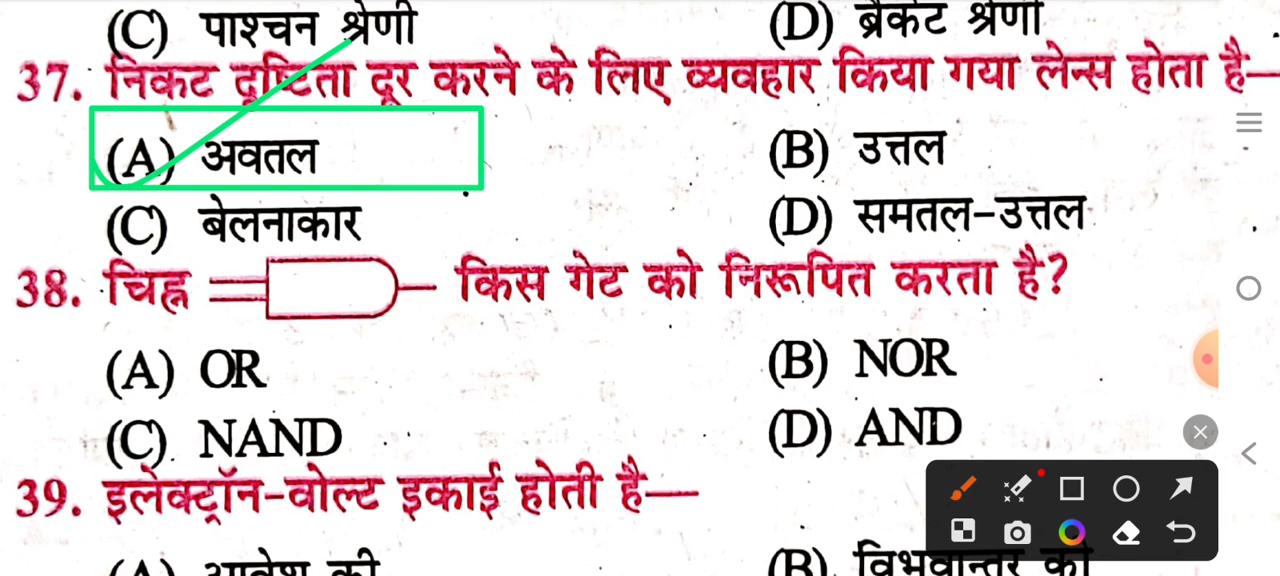 (C) पाश्चन श्रेणी (D) ब्रैकेट श्रेणी
37. निकट दृष्टिता दूर करने के लिए व्यवहार किया गया लेन्स होता है—
(A) अवतल (B) उत्तल
(C) बेलनाकार (D) समतल-उत्तल
38. चिह्न किस गेट को निरूपित करता है?
(A) OR (B) NOR
(C) NAND (D) AND
39. इलेक्ट्रॉन-वोल्ट इकाई होती है—
(A) आवेश की (B) विभवान्तर की